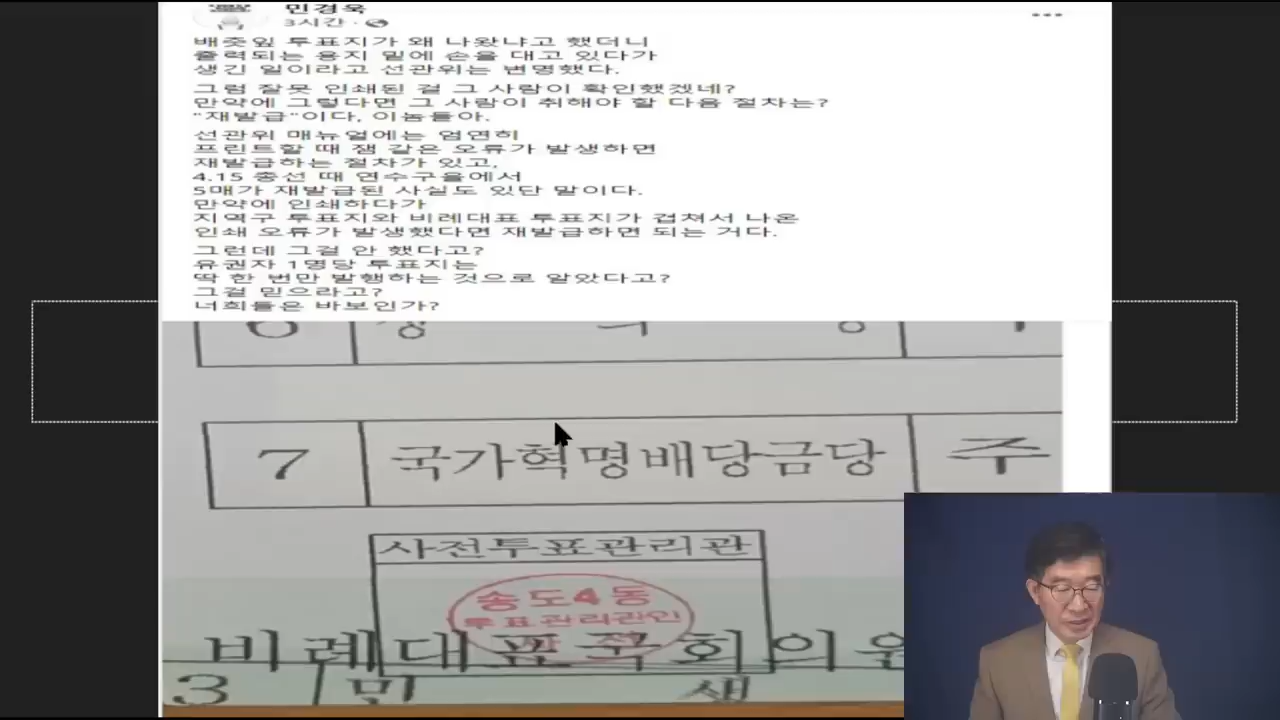 민경욱
3시간
배춧잎 투표지가 왜 나왔냐고 했더니
출력되는 용지 밑에 손을 대고 있다가
생긴 일이라고 선관위는 변명했다.
그럼 잘못 인쇄된 걸 그 사람이 확인했겠네?
만약에 그렇다면 그 사람이 취해야 할 다음 절차는?
"재발급"이다, 이놈들아.
선관위 매뉴얼에는 엄연히
프린트할 때 잼 같은 오류가 발생하면
재발급하는 절차가 있고,
4.15 총선 때 연수구을에서
5매가 재발급된 사실도 있단 말이다.
만약에 인쇄하다가
지역구 투표지와 비례대표 투표지가 겹쳐서 나온
인쇄 오류가 발생했다면 재발급하면 되는 거다.
그런데 그걸 안 했다고?
유권자 1명당 투표지는
딱 한 번만 발행하는 것으로 알았다고?
그걸 믿으라고?
너희들은 바보인가?
6
7 국가혁명배당금당 주
사전투표관리관
송도4동
투표관리관인
비례대표국회의원
3 민 새